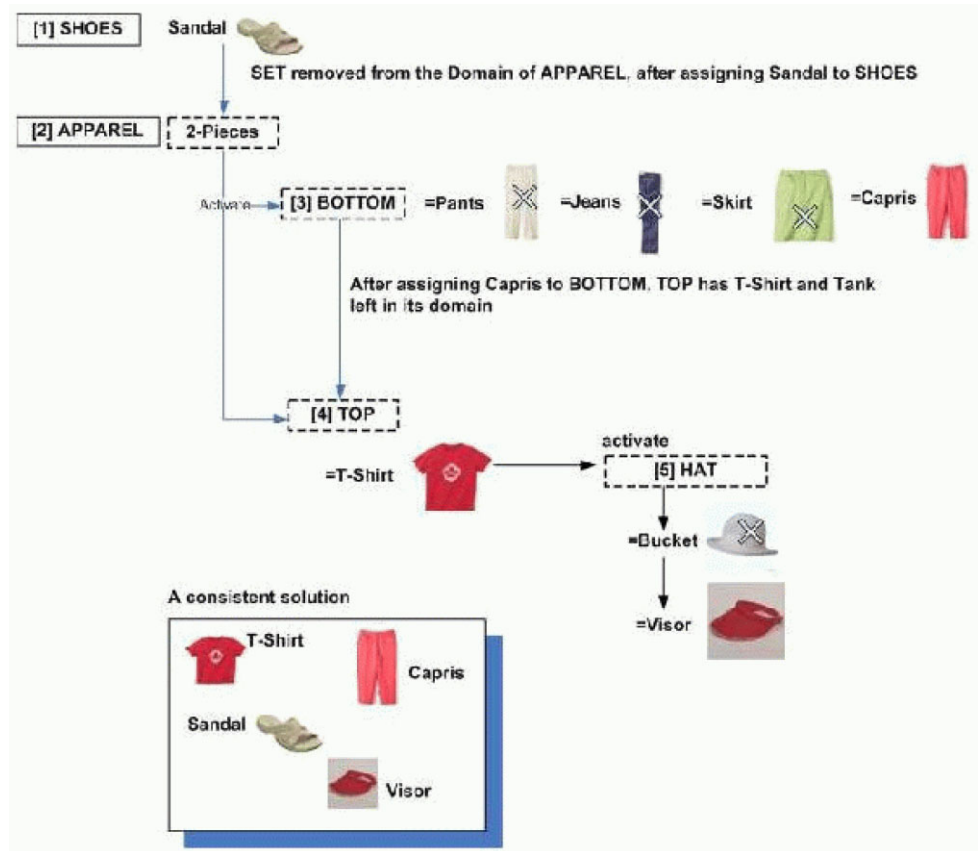 [1] SHOES
Sandal
SET removed from the Domain of APPAREL, after assigning Sandal to SHOES
[2] APPAREL
2-Pieces
Activate
[3] BOTTOM
=Pants
=Jeans
=Skirt
=Capris
After assigning Capris to BOTTOM, TOP has T-Shirt and Tank
left in its domain
[4] TOP
=T-Shirt
activate
[5] HAT
=Bucket
=Visor
A consistent solution
T-Shirt
Capris
Sandal
Visor